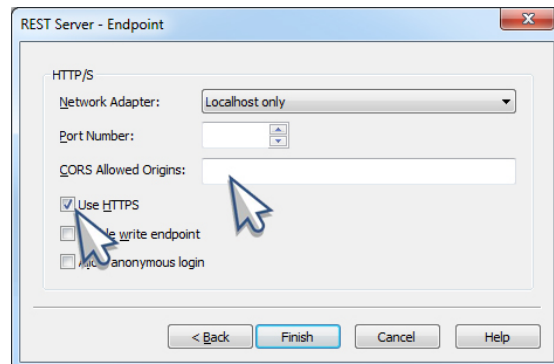 REST Server - Endpoint
HTTP/S
Network Adapter: Localhost only
Port Number:
CORS Allowed Origins:
Use HTTPS
write endpoint
anonymous login
< Back Finish Cancel Help